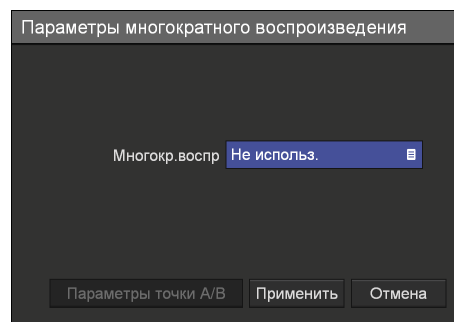 Параметры многократного воспроизведения
Многокр.воспр Не использ.
Параметры точки A/B Применить Отмена